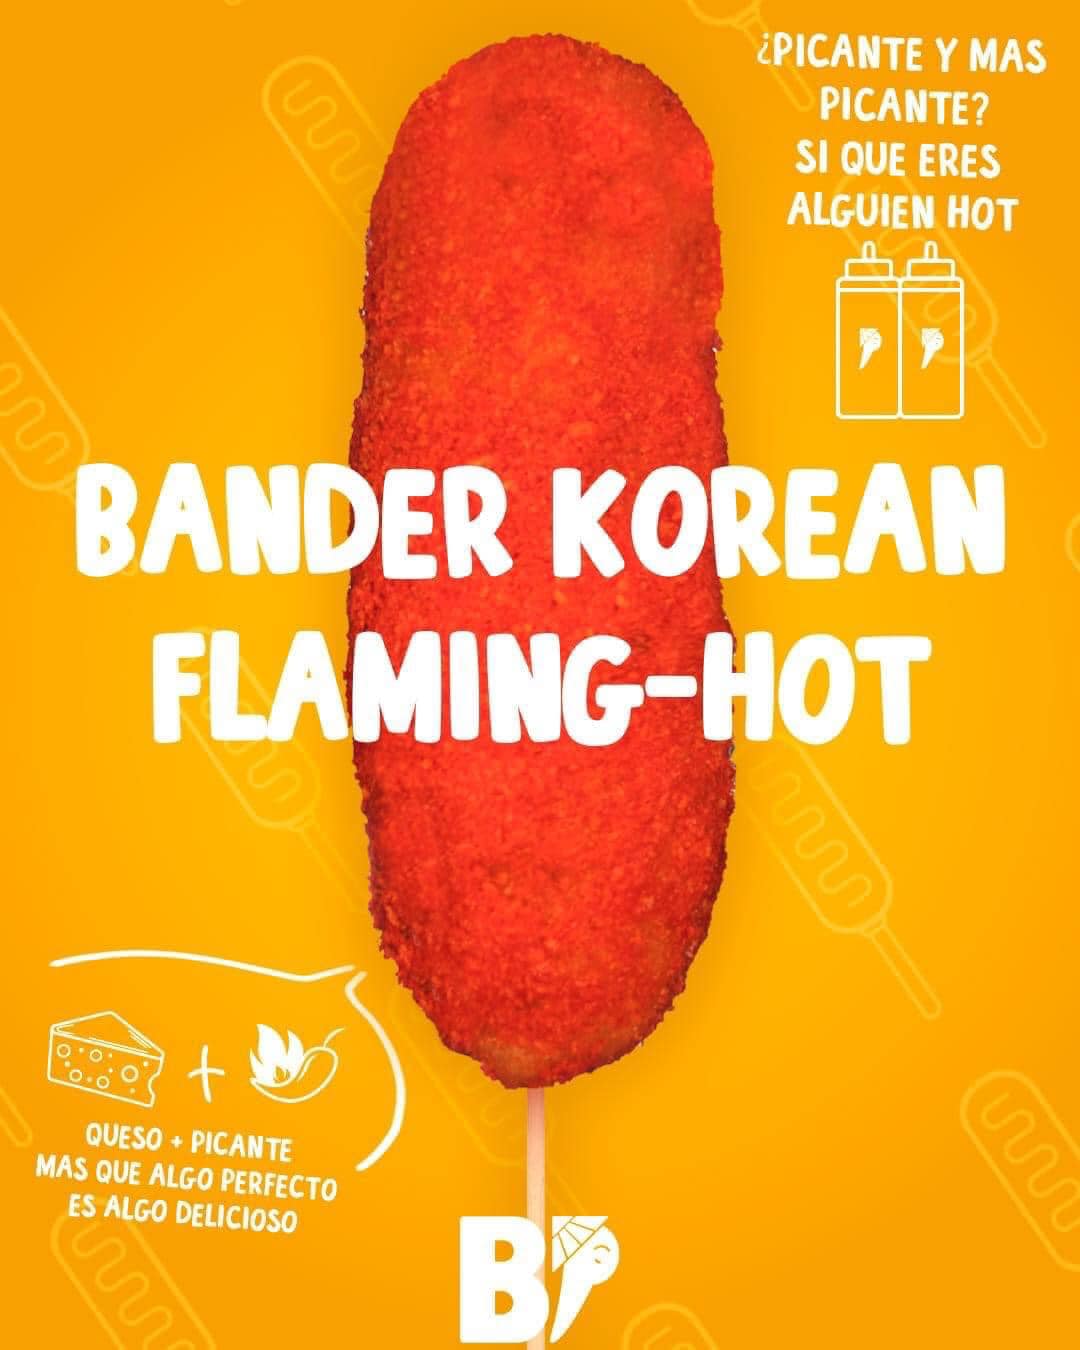 ¿PICANTE Y MAS
PICANTE?
SI QUE ERES
ALGUIEN HOT
BANDER KOREAN
FLAMING-HOT
QUESO + PICANTE
MAS QUE ALGO PERFECTO
ES ALGO DELICIOSO
B